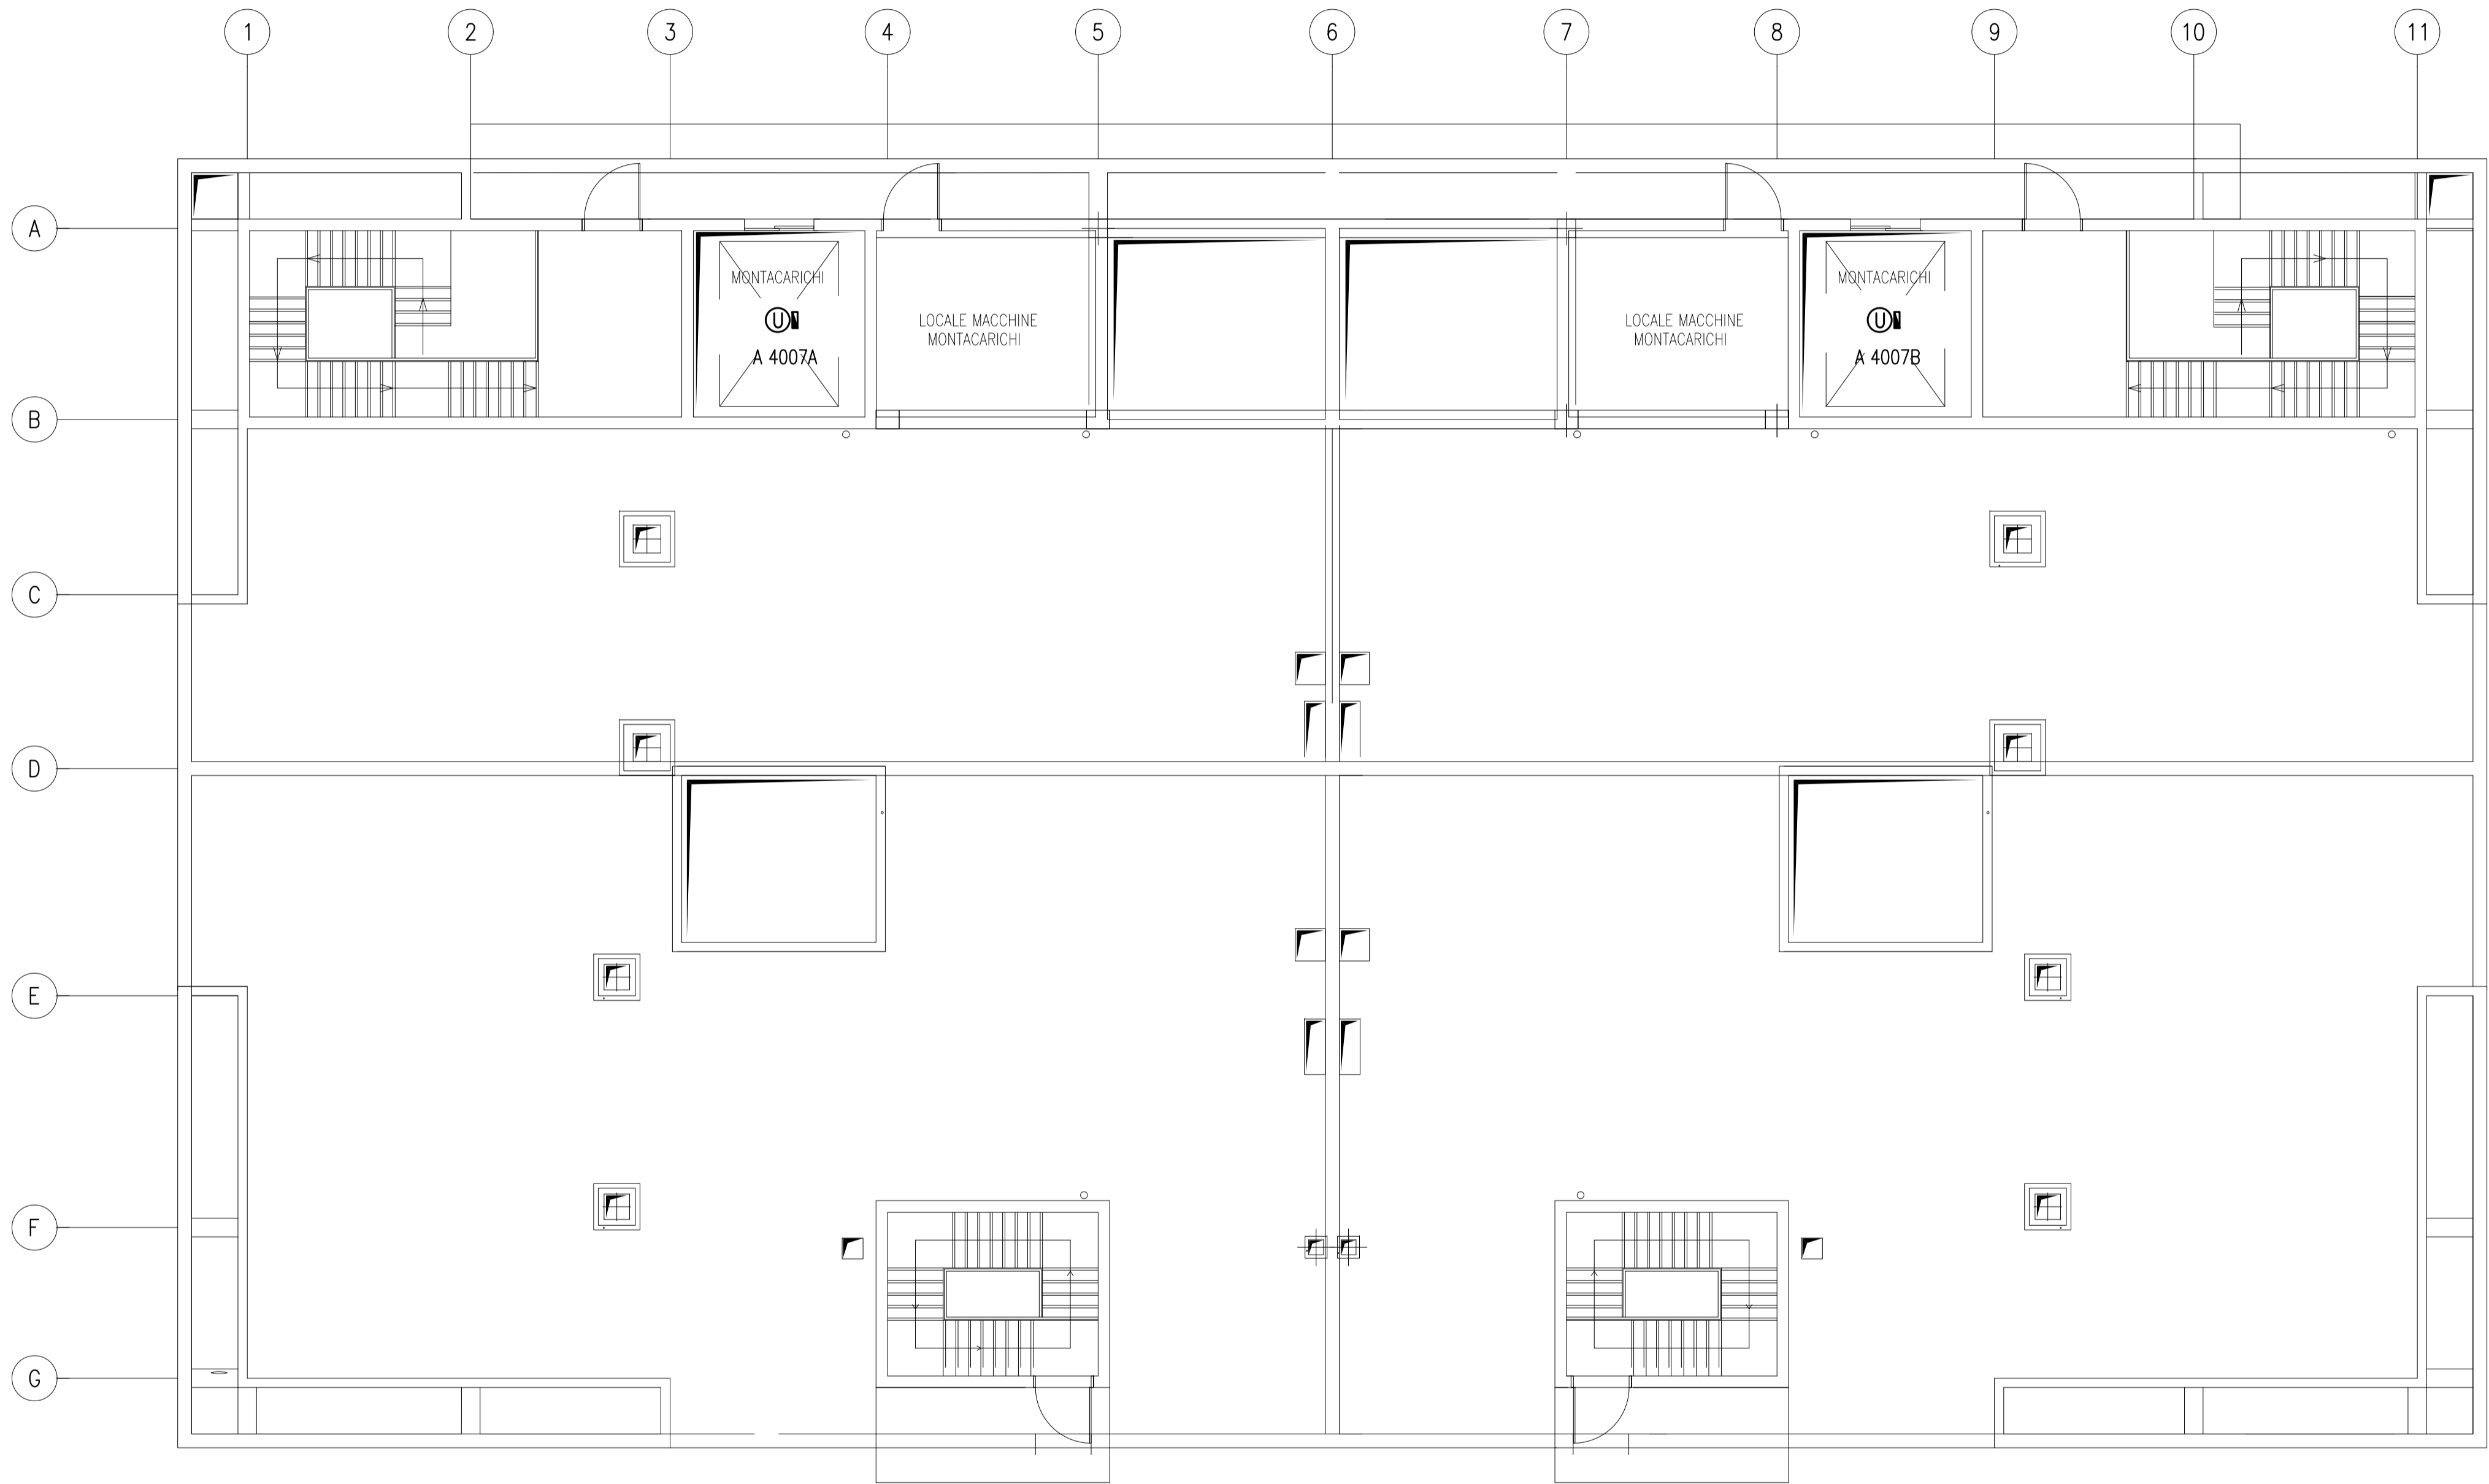 1 2 3 4 5 6 7 8 9 10 11
A
MONTACARICHI
U
A 4007A
LOCALE MACCHINE
MONTACARICHI
LOCALE MACCHINE
MONTACARICHI
MONTACARICHI
U
A 4007B
B
C
D
E
F
G